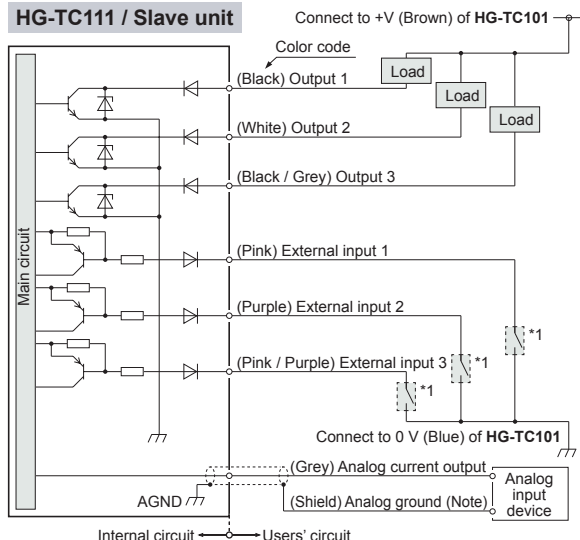 HG-TC111 / Slave unit
Connect to +V (Brown) of HG-TC101
Color code
(Black) Output 1
Load
(White) Output 2
Load
(Black / Grey) Output 3
Load
Main circuit
(Pink) External input 1
*1
(Purple) External input 2
*1
(Pink / Purple) External input 3
*1
Connect to 0 V (Blue) of HG-TC101
(Grey) Analog current output
AGND
(Shield) Analog ground (Note)
Analog
input
device
Internal circuit
Users' circuit